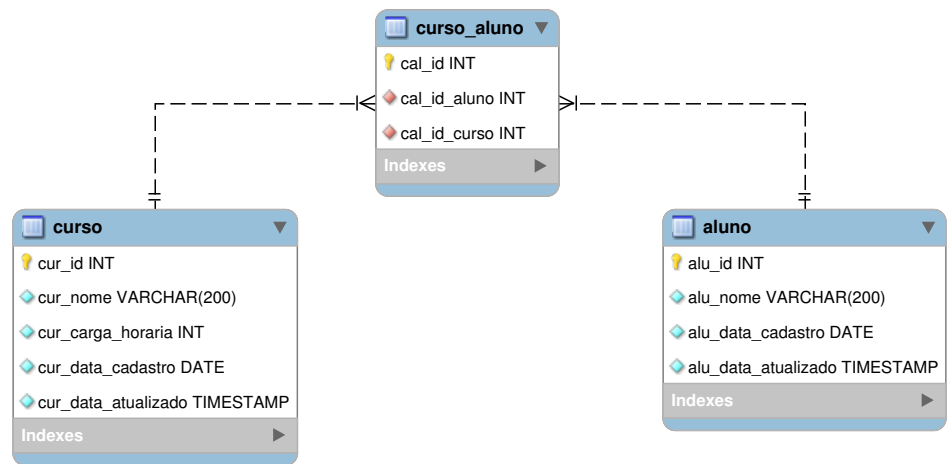 curso_aluno
cal_id INT
cal_id_aluno INT
cal_id_curso INT
Indexes
curso
cur_id INT
cur_nome VARCHAR(200)
cur_carga_horaria INT
cur_data_cadastro DATE
cur_data_atualizado TIMESTAMP
Indexes
aluno
alu_id INT
alu_nome VARCHAR(200)
alu_data_cadastro DATE
alu_data_atualizado TIMESTAMP
Indexes